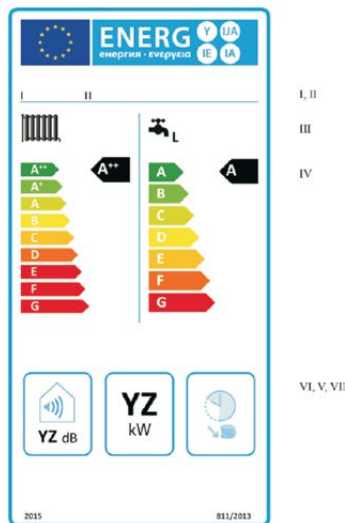 ENERG Y IJA
енергия · ενεργεια IE IA
I II
I, II
III
L
A++ A++ A A
IV
A+ B
A C
B D
C E
D F
E G
F
G
VI, V, VII
YZ dB
YZ
kW
2015 811/2013